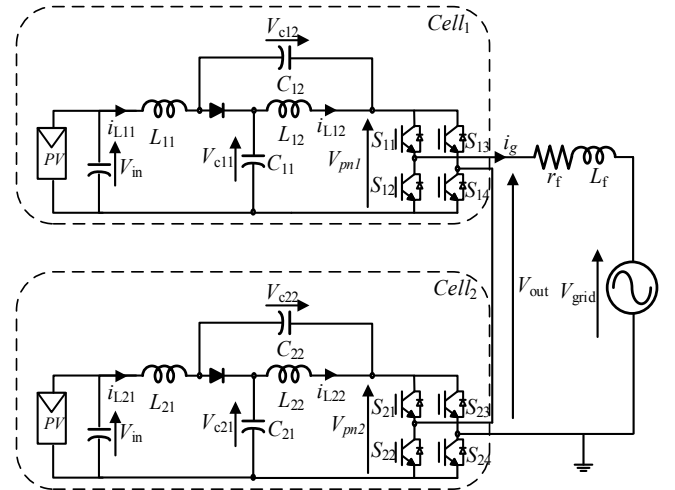 Cell1
Vc12
C12
iL11
L11
L12
iL12
PV
Vin
Vc11
C11
Vpn1
S11
S13
S12
S14
ig
rf
Lf
Vout
Vgrid
Cell2
Vc22
C22
iL21
L21
L22
iL22
PV
Vin
Vc21
C21
Vpn2
S21
S23
S22
S24